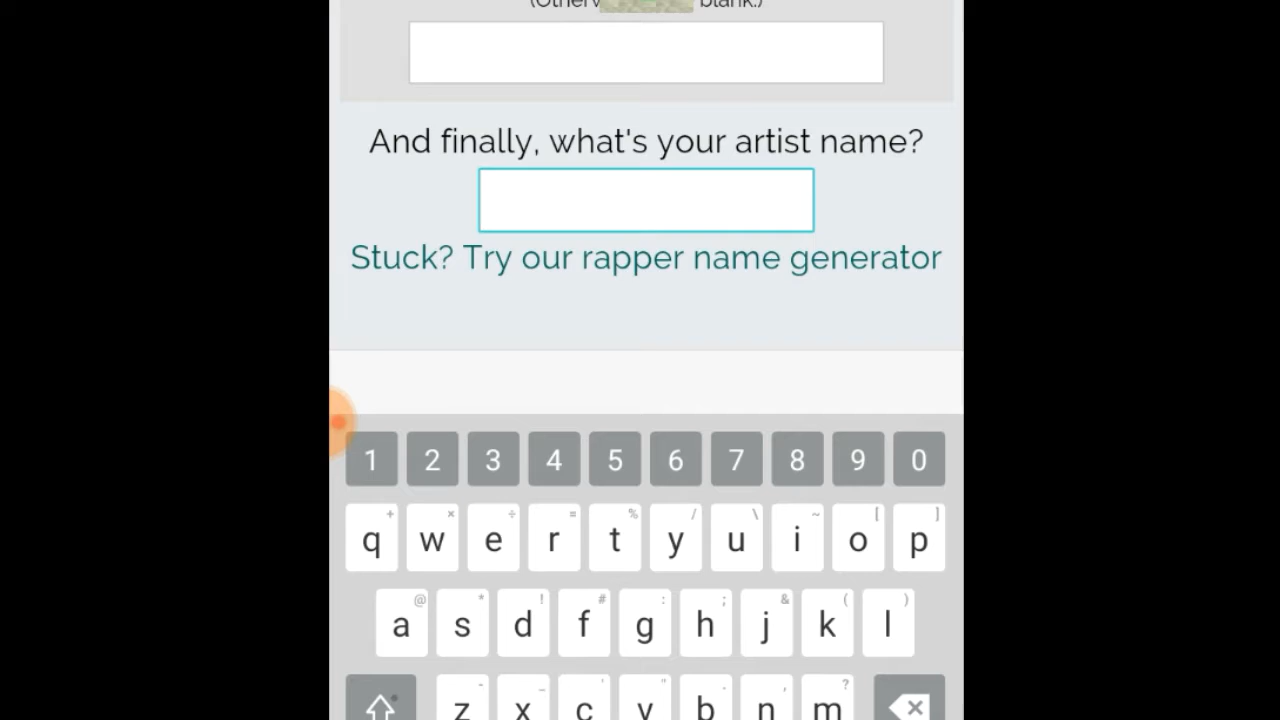 blank.)
And finally, what's your artist name?
Stuck? Try our rapper name generator
1 2 3 4 5 6 7 8 9 0
+ × ÷ = % / \ ~ [ ]
q w e r t y u i o p
@ * ! # : ; & ( )
a s d f g h j k l
- _ ' " . , ?
z x c v b n m